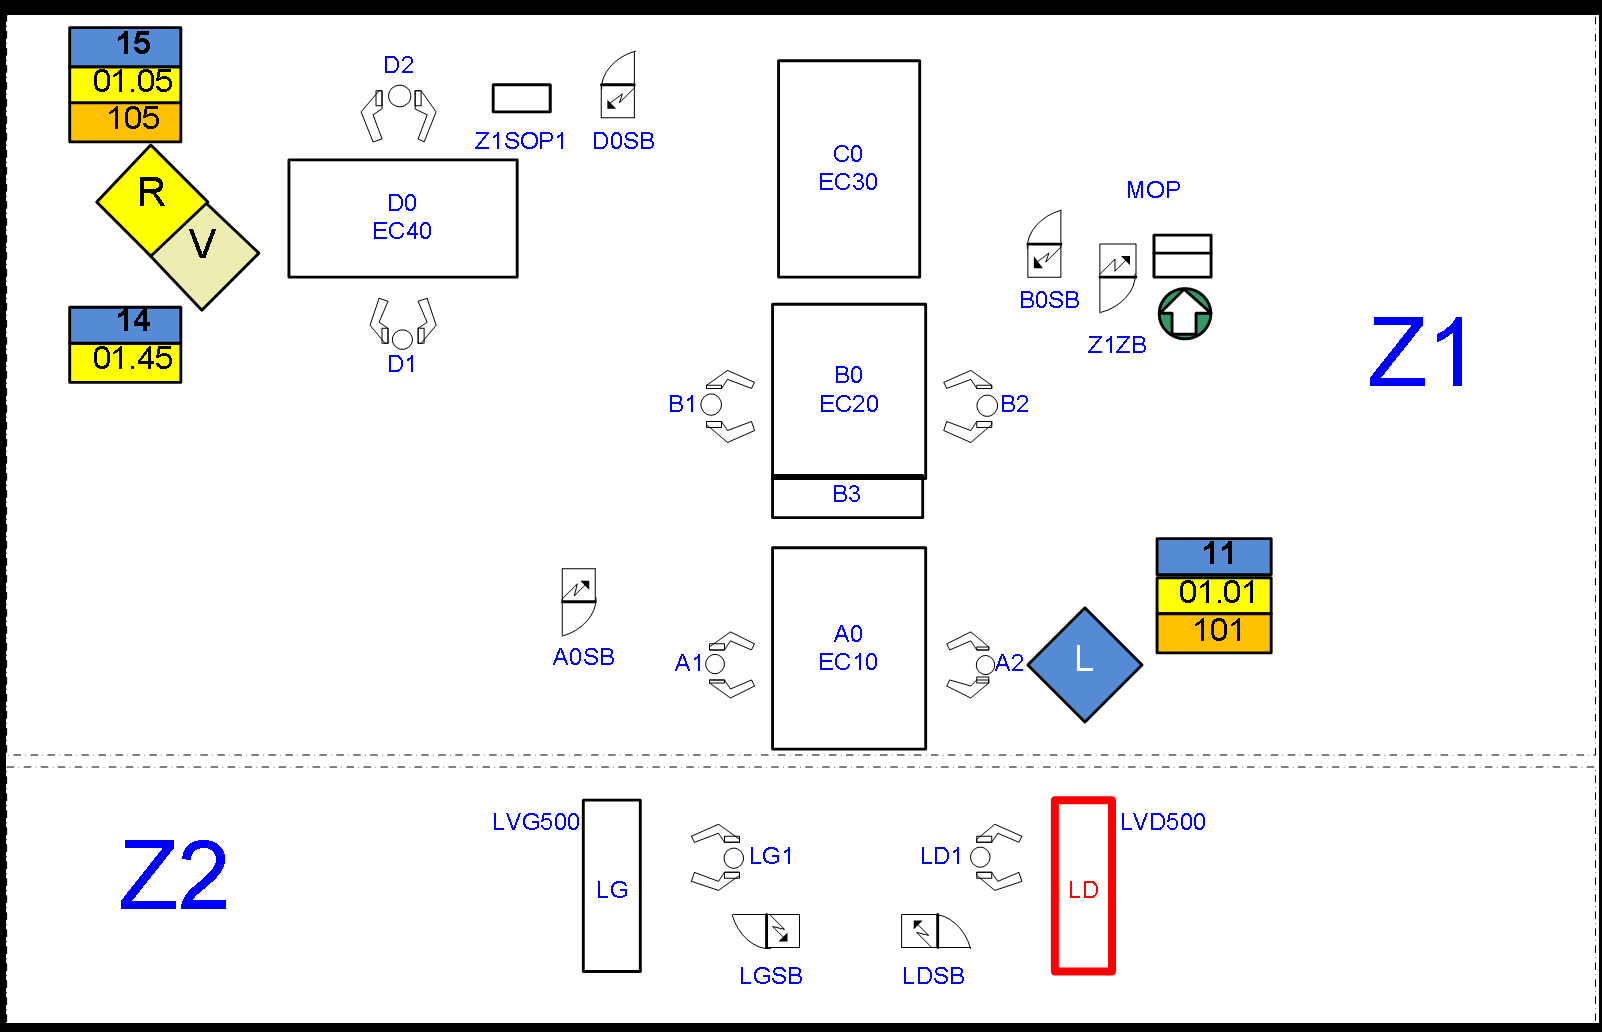 15
01.05
105
R
V
14
01.45
D2
Z1SOP1
D0SB
D0
EC40
D1
C0
EC30
MOP
B0SB
Z1ZB
Z1
B1
B0
EC20
B2
B3
A0SB
A1
A0
EC10
A2
L
11
01.01
101
Z2
LVG500
LG
LG1
LGSB
LD1
LDSB
LD
LVD500